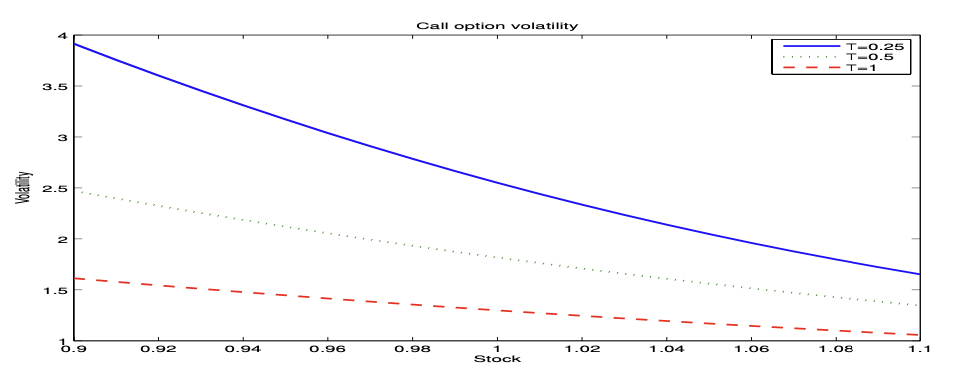 Call option volatility
T=0.25
T=0.5
T=1
Volatility
4
3.5
3
2.5
2
1.5
1
0.9 0.92 0.94 0.96 0.98 1 1.02 1.04 1.06 1.08 1.1
Stock